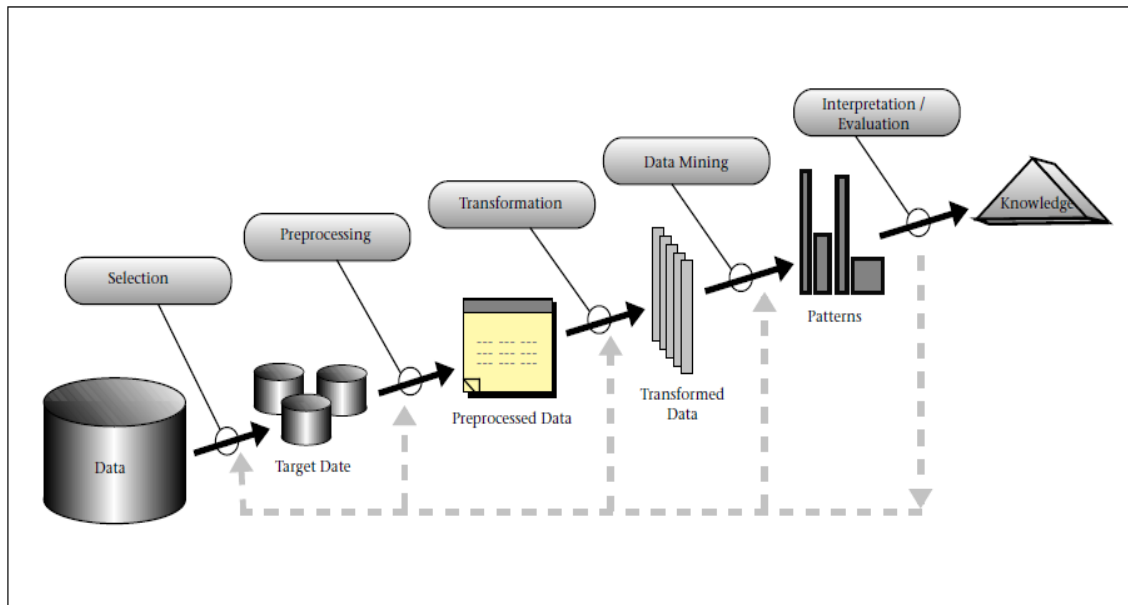 Interpretation /
Evaluation
Data Mining
Transformation
Preprocessing
Selection
Data
Target Date
Preprocessed Data
Transformed
Data
Patterns
Knowledge